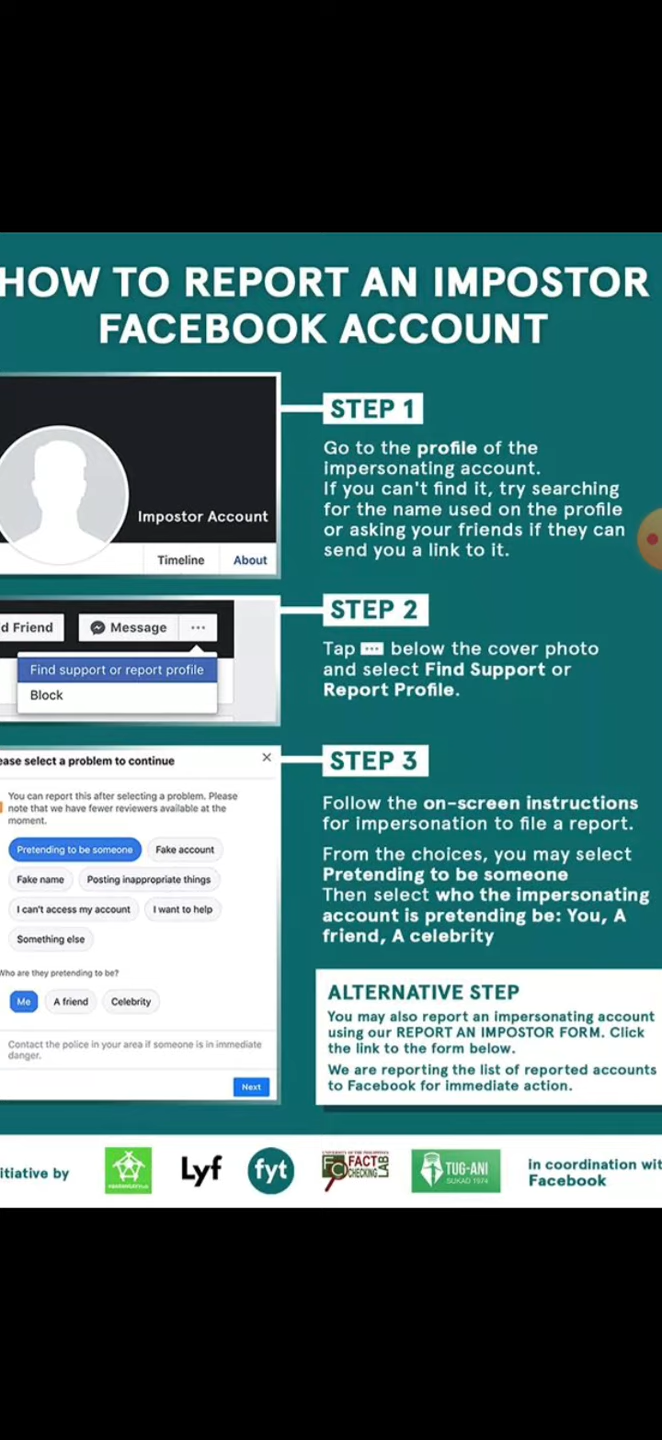 HOW TO REPORT AN IMPOSTOR
FACEBOOK ACCOUNT
Impostor Account
Timeline
About
STEP 1
Go to the profile of the
impersonating account.
If you can't find it, try searching
for the name used on the profile
or asking your friends if they can
send you a link to it.
d Friend
Message
Find support or report profile
Block
STEP 2
Tap ... below the cover photo
and select Find Support or
Report Profile.
ease select a problem to continue
You can report this after selecting a problem. Please
note that we have fewer reviewers available at the
moment.
Pretending to be someone
Fake account
Fake name
Posting inappropriate things
I can't access my account
I want to help
Something else
Who are they pretending to be?
Me
A friend
Celebrity
Contact the police in your area if someone is in immediate
danger.
Next
STEP 3
Follow the on-screen instructions
for impersonation to file a report.
From the choices, you may select
Pretending to be someone
Then select who the impersonating
account is pretending be: You, A
friend, A celebrity
ALTERNATIVE STEP
You may also report an impersonating account
using our REPORT AN IMPOSTOR FORM. Click
the link to the form below.
We are reporting the list of reported accounts
to Facebook for immediate action.
itiative by
Lyf
fyt
UNIVERSITY OF THE PHILIPPINES
FACT
CHECKING
LAB
TUG-ANI
SUKAD 1974
in coordination wit
Facebook